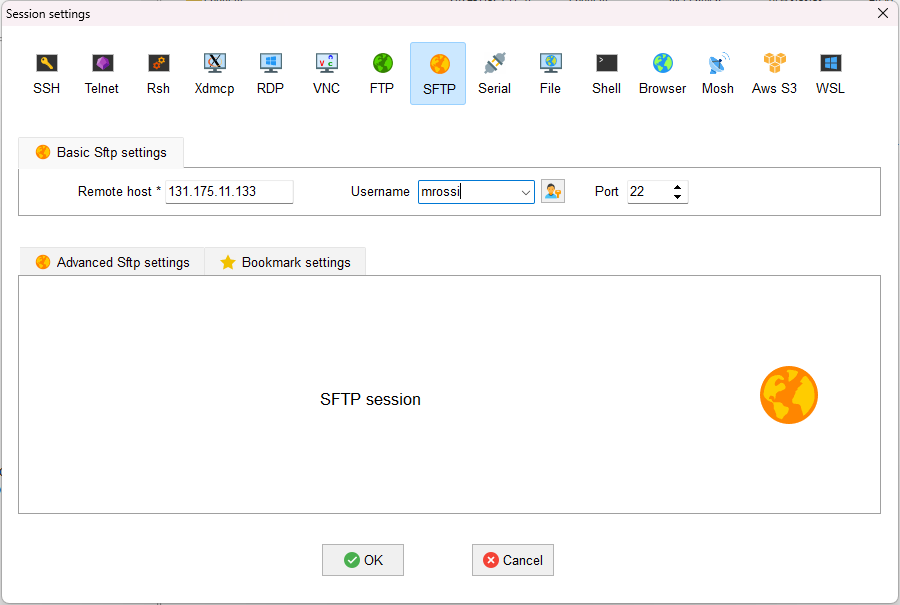 Session settings
SSH Telnet Rsh Xdmcp RDP VNC FTP SFTP Serial File Shell Browser Mosh Aws S3 WSL
Basic Sftp settings
Remote host * 131.175.11.133 Username mrossi Port 22
Advanced Sftp settings Bookmark settings
SFTP session
OK Cancel